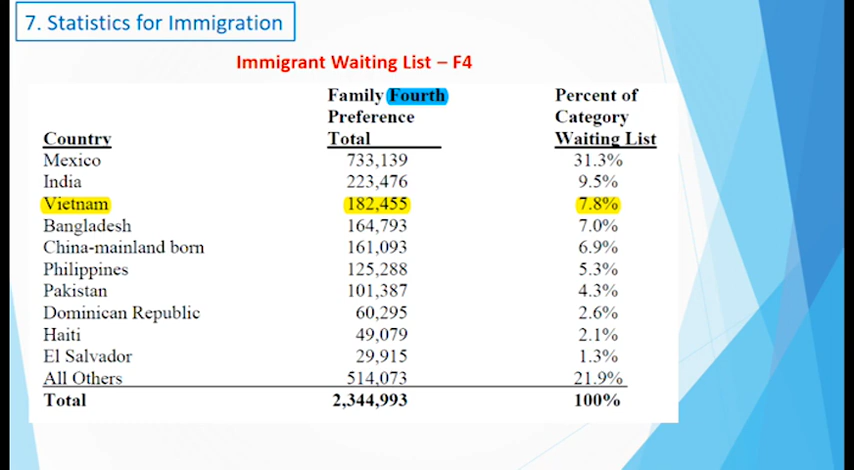 7. Statistics for Immigration
Immigrant Waiting List – F4
Family Fourth Percent of
Preference Category
Country Total Waiting List
Mexico 733,139 31.3%
India 223,476 9.5%
Vietnam 182,455 7.8%
Bangladesh 164,793 7.0%
China-mainland born 161,093 6.9%
Philippines 125,288 5.3%
Pakistan 101,387 4.3%
Dominican Republic 60,295 2.6%
Haiti 49,079 2.1%
El Salvador 29,915 1.3%
All Others 514,073 21.9%
Total 2,344,993 100%